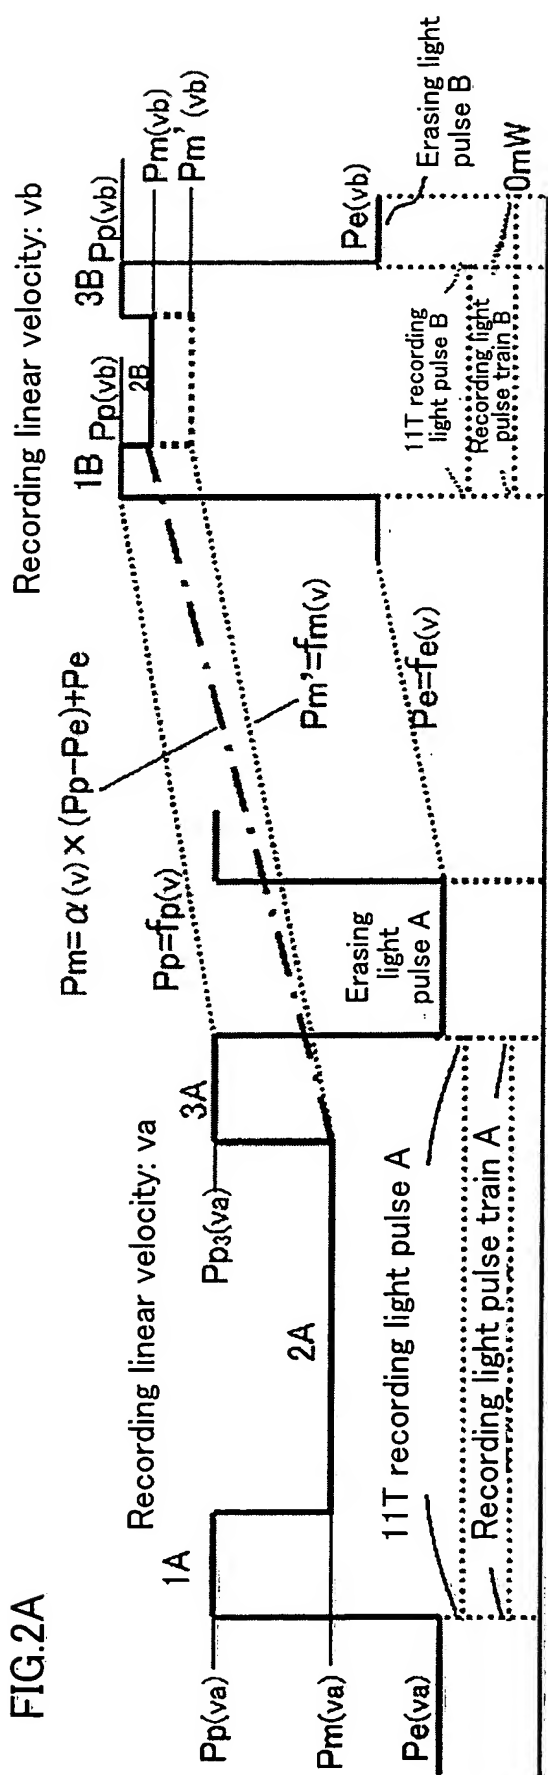 FIG.2A
Recording linear velocity: va
Recording linear velocity: vb
1A
2A
3A
Pp(va)
Pm(va)
Pe(va)
Pp3(va)
11T recording light pulse A
Recording light pulse train A
Erasing
light
pulse A
Pm=α(v)×(Pp-Pe)+Pe
Pp=fp(v)
Pm'=fm(v)
Pe=fe(v)
1B
Pp(vb)
2B
3B
Pp(vb)
Pm(vb)
Pm'(vb)
Pe(vb)
Erasing light
pulse B
11T recording
light pulse B
Recording light
pulse train B
0mW